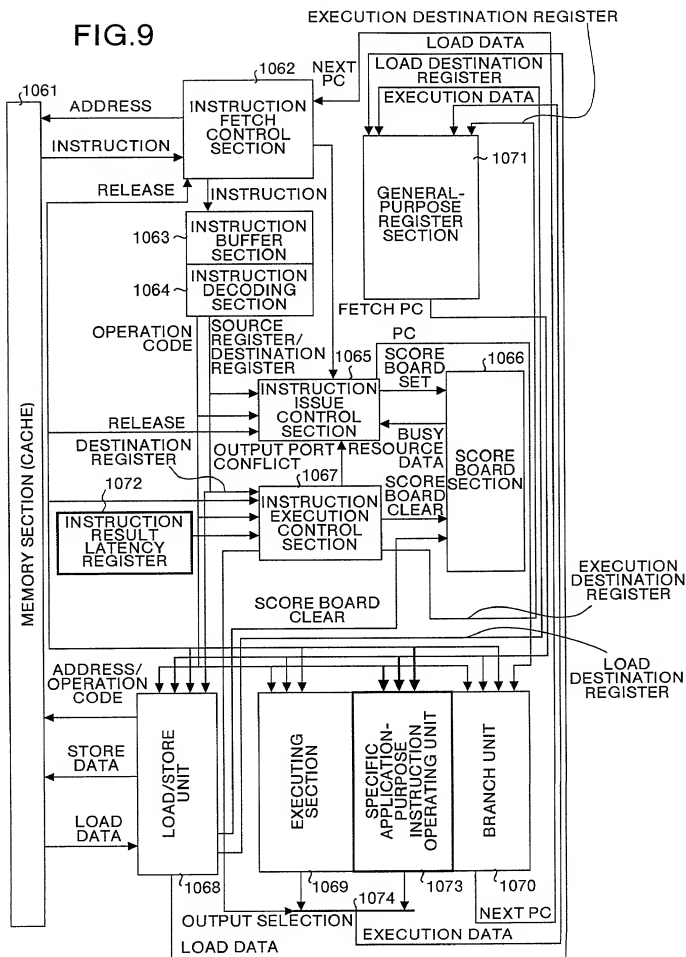 FIG.9
EXECUTION DESTINATION REGISTER
LOAD DATA
NEXT
PC
LOAD DESTINATION
REGISTER
EXECUTION DATA
1061
1062
ADDRESS
INSTRUCTION
FETCH
CONTROL
SECTION
INSTRUCTION
RELEASE
INSTRUCTION
1071
GENERAL-
PURPOSE
REGISTER
SECTION
1063
INSTRUCTION
BUFFER
SECTION
1064
INSTRUCTION
DECODING
SECTION
FETCH PC
OPERATION
CODE
SOURCE
REGISTER/
DESTINATION
REGISTER
PC
1065
SCORE
BOARD
SET
1066
INSTRUCTION
ISSUE
CONTROL
SECTION
RELEASE
BUSY
RESOURCE
DATA
SCORE
BOARD
SECTION
DESTINATION
REGISTER
OUTPUT PORT
CONFLICT
1067
SCORE
BOARD
CLEAR
1072
INSTRUCTION
RESULT
LATENCY
REGISTER
INSTRUCTION
EXECUTION
CONTROL
SECTION
MEMORY SECTION (CACHE)
EXECUTION
DESTINATION
REGISTER
SCORE BOARD
CLEAR
LOAD
DESTINATION
REGISTER
ADDRESS/
OPERATION
CODE
STORE
DATA
LOAD
DATA
LOAD/STORE
UNIT
EXECUTING
SECTION
SPECIFIC
APPLICATION-
PURPOSE
INSTRUCTION
OPERATING UNIT
BRANCH UNIT
1068
1069
1073
1070
1074
NEXT PC
OUTPUT SELECTION
EXECUTION DATA
LOAD DATA